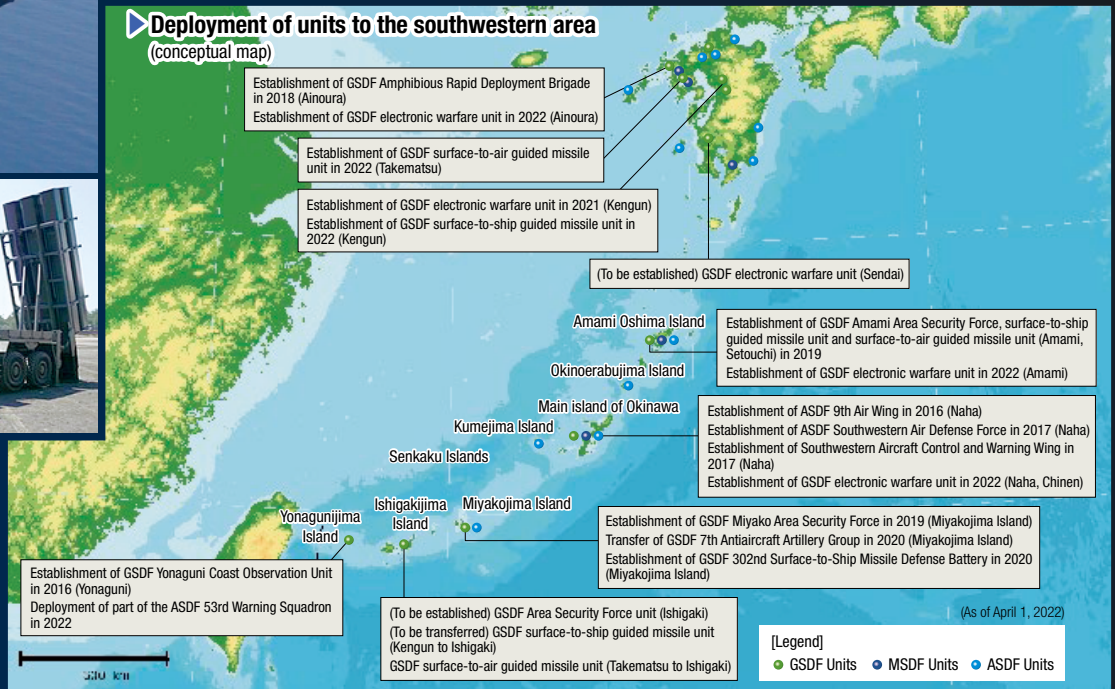 Deployment of units to the southwestern area
(conceptual map)
Establishment of GSDF Amphibious Rapid Deployment Brigade
in 2018 (Ainoura)
Establishment of GSDF electronic warfare unit in 2022 (Ainoura)
Establishment of GSDF surface-to-air guided missile
unit in 2022 (Takematsu)
Establishment of GSDF electronic warfare unit in 2021 (Kengun)
Establishment of GSDF surface-to-ship guided missile unit in
2022 (Kengun)
(To be established) GSDF electronic warfare unit (Sendai)
Amami Oshima Island
Establishment of GSDF Amami Area Security Force, surface-to-ship
guided missile unit and surface-to-air guided missile unit (Amami,
Setouchi) in 2019
Establishment of GSDF electronic warfare unit in 2022 (Amami)
Okinoerabujima Island
Main island of Okinawa
Kumejima Island
Senkaku Islands
Establishment of ASDF 9th Air Wing in 2016 (Naha)
Establishment of ASDF Southwestern Air Defense Force in 2017 (Naha)
Establishment of Southwestern Aircraft Control and Warning Wing in
2017 (Naha)
Establishment of GSDF electronic warfare unit in 2022 (Naha, Chinen)
Miyakojima Island
Ishigakijima
Island
Yonagunijima
Island
Establishment of GSDF Miyako Area Security Force in 2019 (Miyakojima Island)
Transfer of GSDF 7th Antiaircraft Artillery Group in 2020 (Miyakojima Island)
Establishment of GSDF 302nd Surface-to-Ship Missile Defense Battery in 2020
(Miyakojima Island)
Establishment of GSDF Yonaguni Coast Observation Unit
in 2016 (Yonaguni)
Deployment of part of the ASDF 53rd Warning Squadron
in 2022
(To be established) GSDF Area Security Force unit (Ishigaki)
(To be transferred) GSDF surface-to-ship guided missile unit
(Kengun to Ishigaki)
GSDF surface-to-air guided missile unit (Takematsu to Ishigaki)
(As of April 1, 2022)
[Legend]
GSDF Units MSDF Units ASDF Units
km